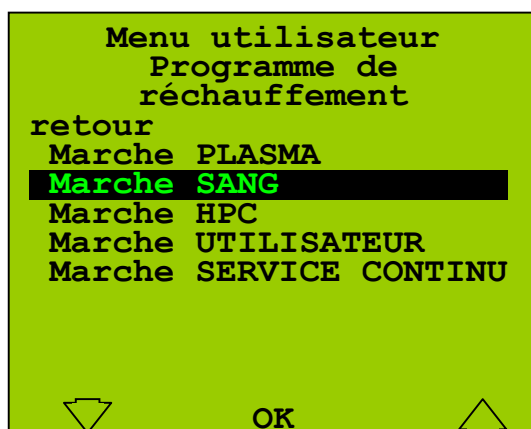 Menu utilisateur
Programme de
réchauffement
retour
Marche PLASMA
Marche SANG
Marche HPC
Marche UTILISATEUR
Marche SERVICE CONTINU
OK